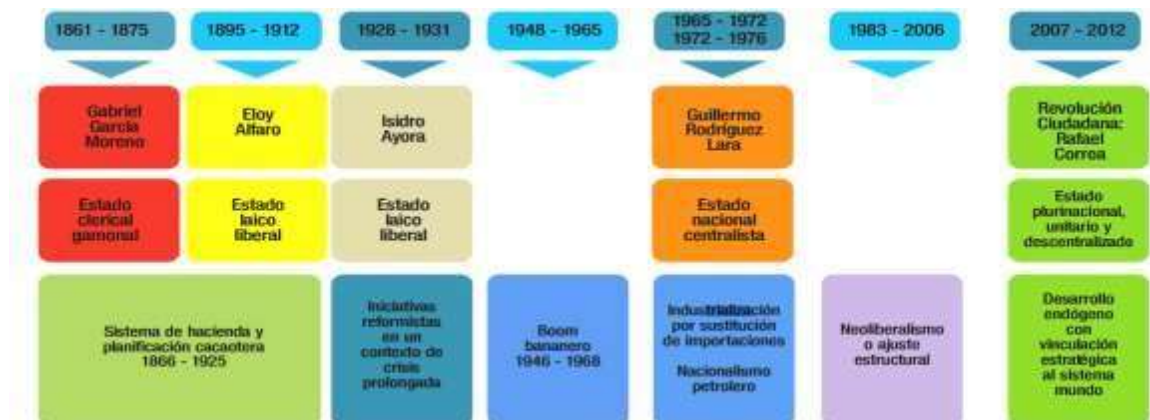 1861 - 1875
1895 - 1912
1926 - 1931
1948 - 1965
1965 - 1972
1972 - 1976
1983 - 2006
2007 - 2012
Gabriel
García
Moreno
Eloy
Alfaro
Isidro
Ayora
Guillermo
Rodríguez
Lara
Revolución
Ciudadana:
Rafael
Correa
Estado
clerical
gamonal
Estado
laico
liberal
Estado
laico
liberal
Estado
nacional
centralista
Estado
plurinacional,
unitario y
descentralizado
Sistema de hacienda y
planificación cacaotera
1866 - 1925
Iniciativas
reformistas
en un
contexto de
crisis
prolongada
Boom
bananero
1946 - 1968
Industrialización
por sustitución
de importaciones
Nacionalismo
petrolero
Neoliberalismo
o ajuste
estructural
Desarrollo
endógeno
con
vinculación
estratégica
al sistema
mundo